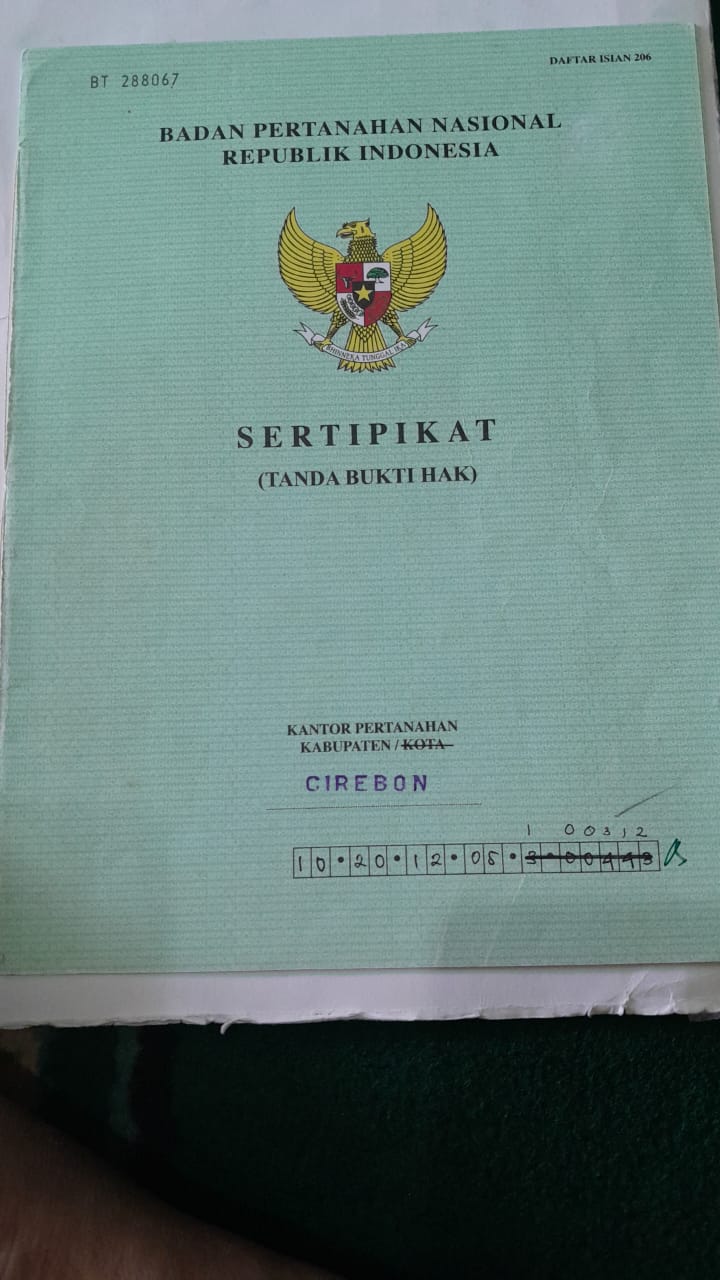 BT 288067
DAFTAR ISIAN 206
BADAN PERTANAHAN NASIONAL
REPUBLIK INDONESIA
BHINNEKA TUNGGAL IKA
SERTIPIKAT
(TANDA BUKTI HAK)
KANTOR PERTANAHAN
KABUPATEN / KOTA
CIREBON
1 00312
10.20.12.05.3.00443